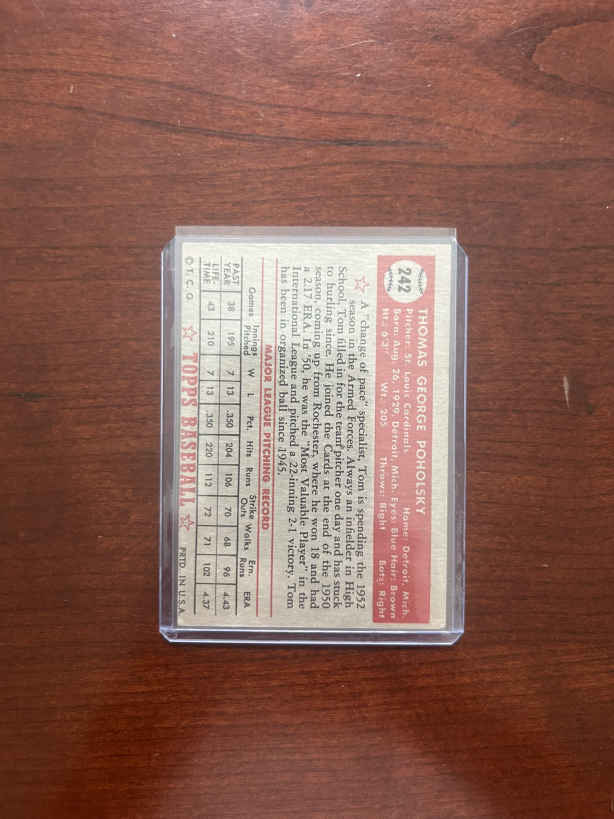 242
THOMAS GEORGE POHOLSKY
Pitcher: St. Louis Cardinals Home: Detroit, Mich.
Born: Aug. 26, 1929, Detroit, Mich. Eyes: Blue Hair: Brown
Ht.: 6'3" Wt. 205 Throws: Right Bats: Right
A "change of pace" specialist, Tom is spending the 1952
season in the Armed Forces. Always an infielder in High
School, Tom filled in for the team pitcher one day and has stuck
to hurling since. He joined the Cards at the end of the 1950
season, coming up from Rochester, where he won 18 and had
a 2.17 ERA. In '50, he was the "Most Valuable Player" in the
International League and pitched a 22-inning 2-1 victory. Tom
has been in organized ball since 1945.
MAJOR LEAGUE PITCHING RECORD
Games Innings Pitched W L Pct. Hits Runs Strike Outs Walks Ern. Runs ERA
PAST YEAR 38 195 7 13 .350 204 106 70 68 96 4.43
LIFE-TIME 43 210 7 13 .350 220 112 72 71 102 4.37
© T. C. G. TOPPS BASEBALL PRTD. IN U.S.A.